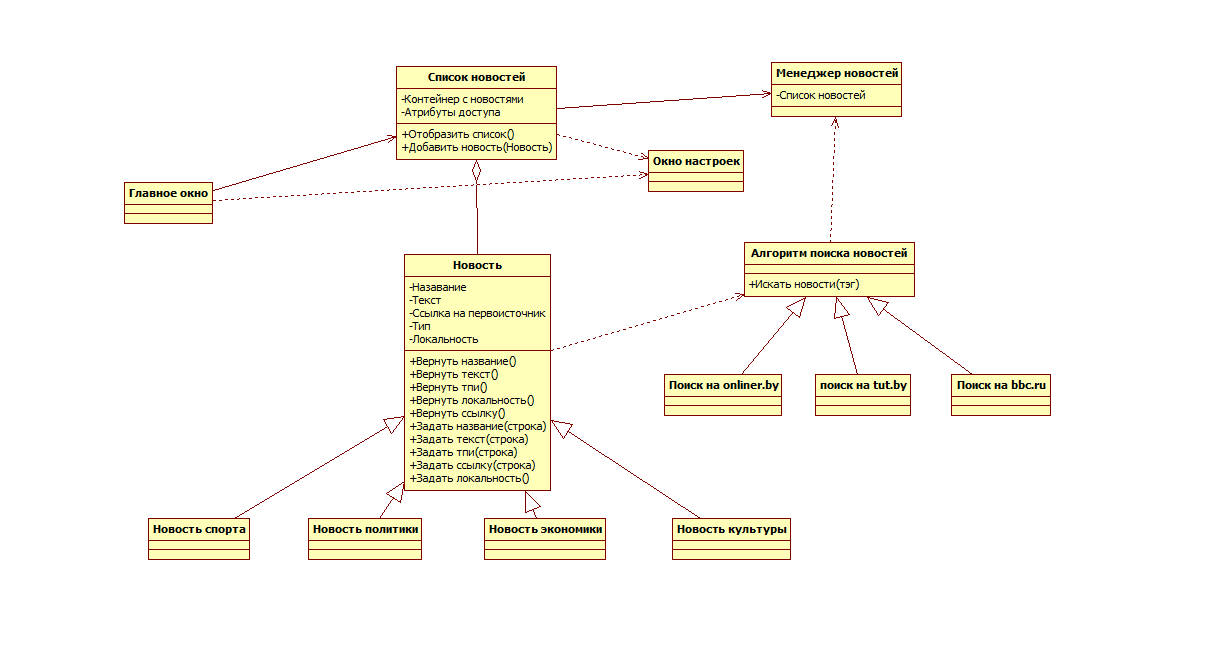 Список новостей
-Контейнер с новостями
-Атрибуты доступа
+Отобразить список()
+Добавить новость(Новость)
Менеджер новостей
-Список новостей
Окно настроек
Главное окно
Новость
-Назавание
-Текст
-Ссылка на первоисточник
-Тип
-Локальность
+Вернуть название()
+Вернуть текст()
+Вернуть тпи()
+Вернуть локальность()
+Вернуть ссылку()
+Задать название(строка)
+Задать текст(строка)
+Задать тпи(строка)
+Задать ссылку(строка)
+Задать локальность()
Алгоритм поиска новостей
+Искать новости(тэг)
Поиск на onliner.by
поиск на tut.by
Поиск на bbc.ru
Новость спорта
Новость политики
Новость экономики
Новость культуры